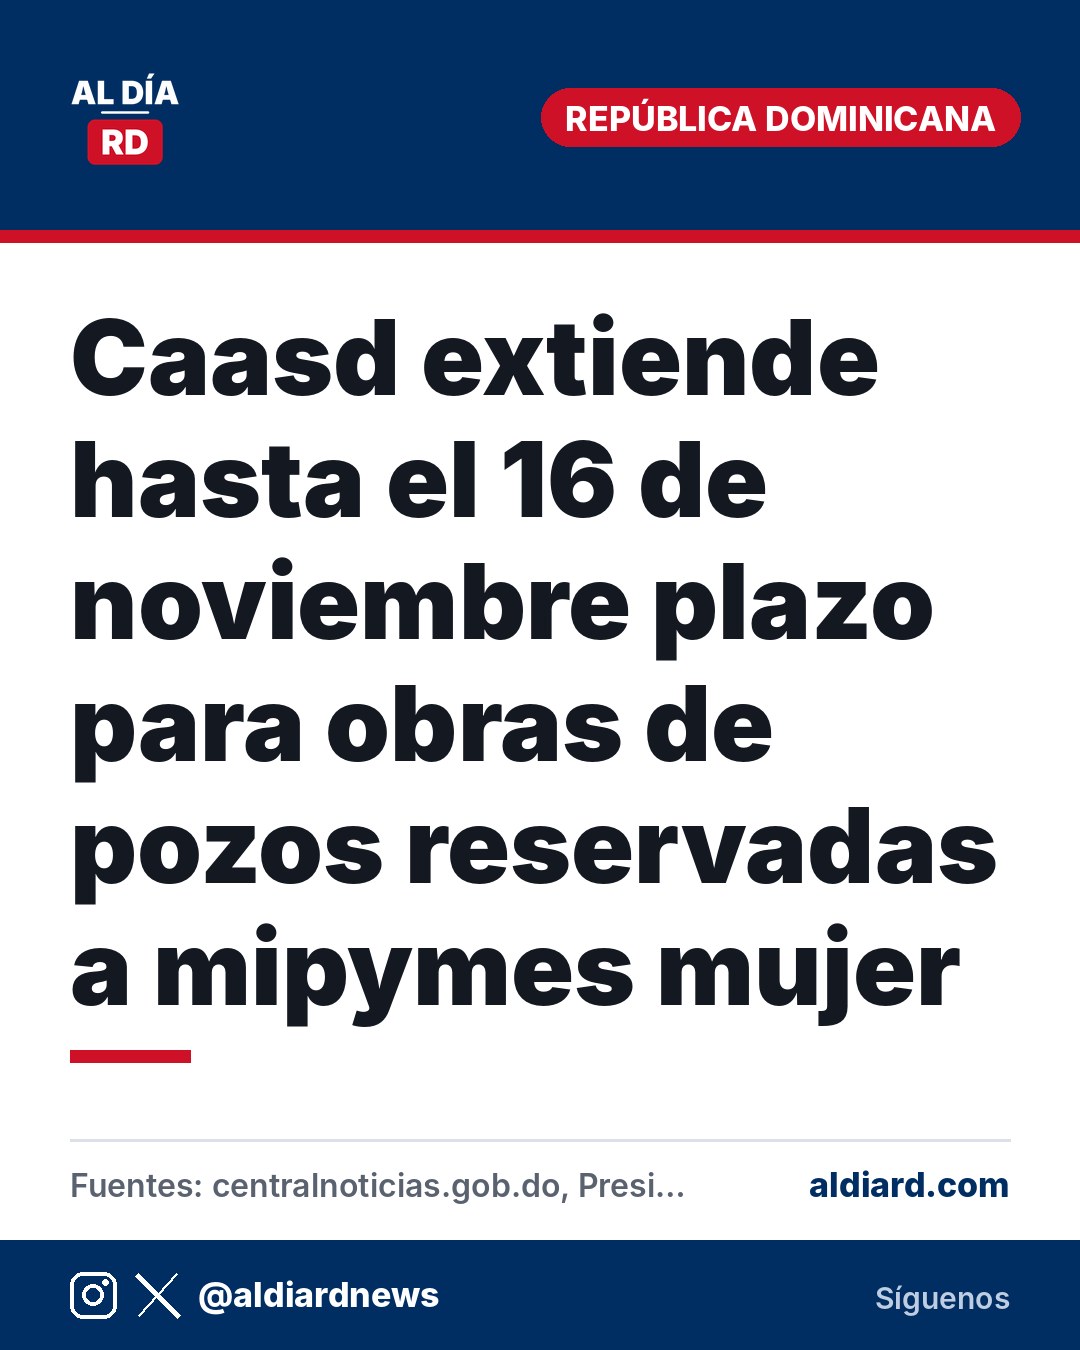 AL DÍA
RD
REPÚBLICA DOMINICANA
Caasd extiende
hasta el 16 de
noviembre plazo
para obras de
pozos reservadas
a mipymes mujer
Fuentes: centralnoticias.gob.do, Presi...
aldiard.com
@aldiardnews
Síguenos